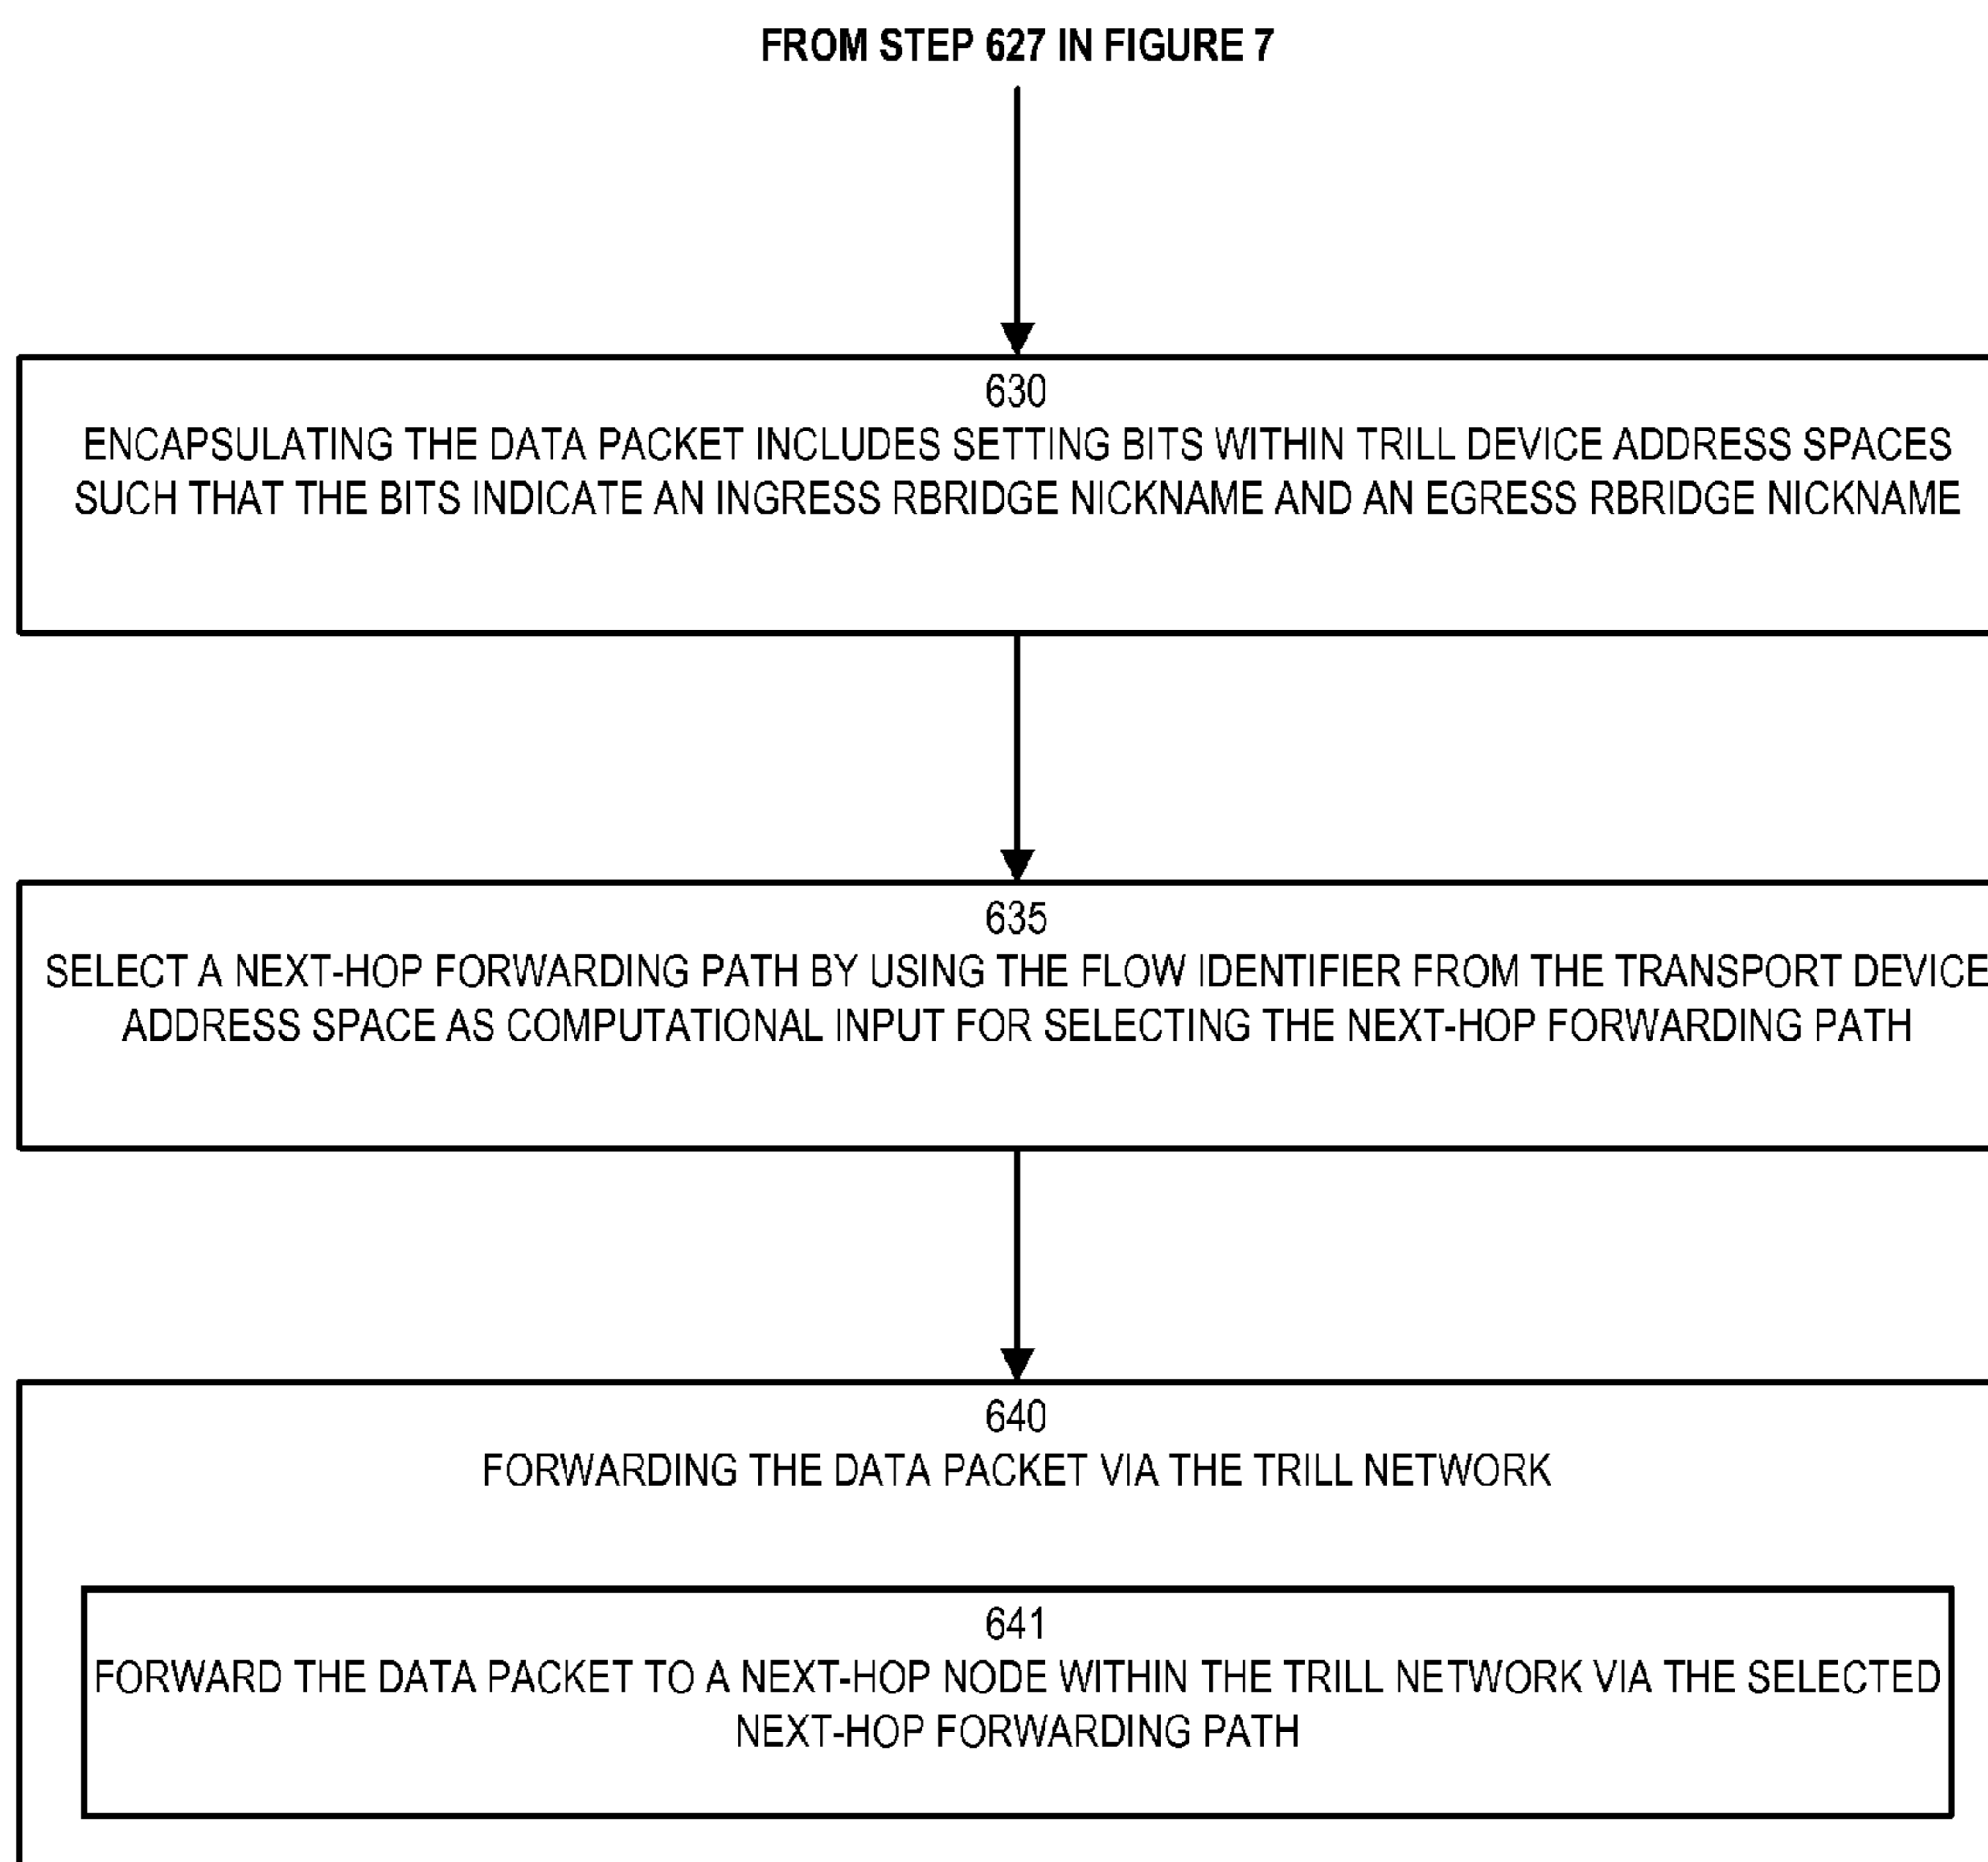 FROM STEP 627 IN FIGURE 7
630
ENCAPSULATING THE DATA PACKET INCLUDES SETTING BITS WITHIN TRILL DEVICE ADDRESS SPACES
SUCH THAT THE BITS INDICATE AN INGRESS RBRIDGE NICKNAME AND AN EGRESS RBRIDGE NICKNAME
635
SELECT A NEXT-HOP FORWARDING PATH BY USING THE FLOW IDENTIFIER FROM THE TRANSPORT DEVICE
ADDRESS SPACE AS COMPUTATIONAL INPUT FOR SELECTING THE NEXT-HOP FORWARDING PATH
640
FORWARDING THE DATA PACKET VIA THE TRILL NETWORK
641
FORWARD THE DATA PACKET TO A NEXT-HOP NODE WITHIN THE TRILL NETWORK VIA THE SELECTED
NEXT-HOP FORWARDING PATH